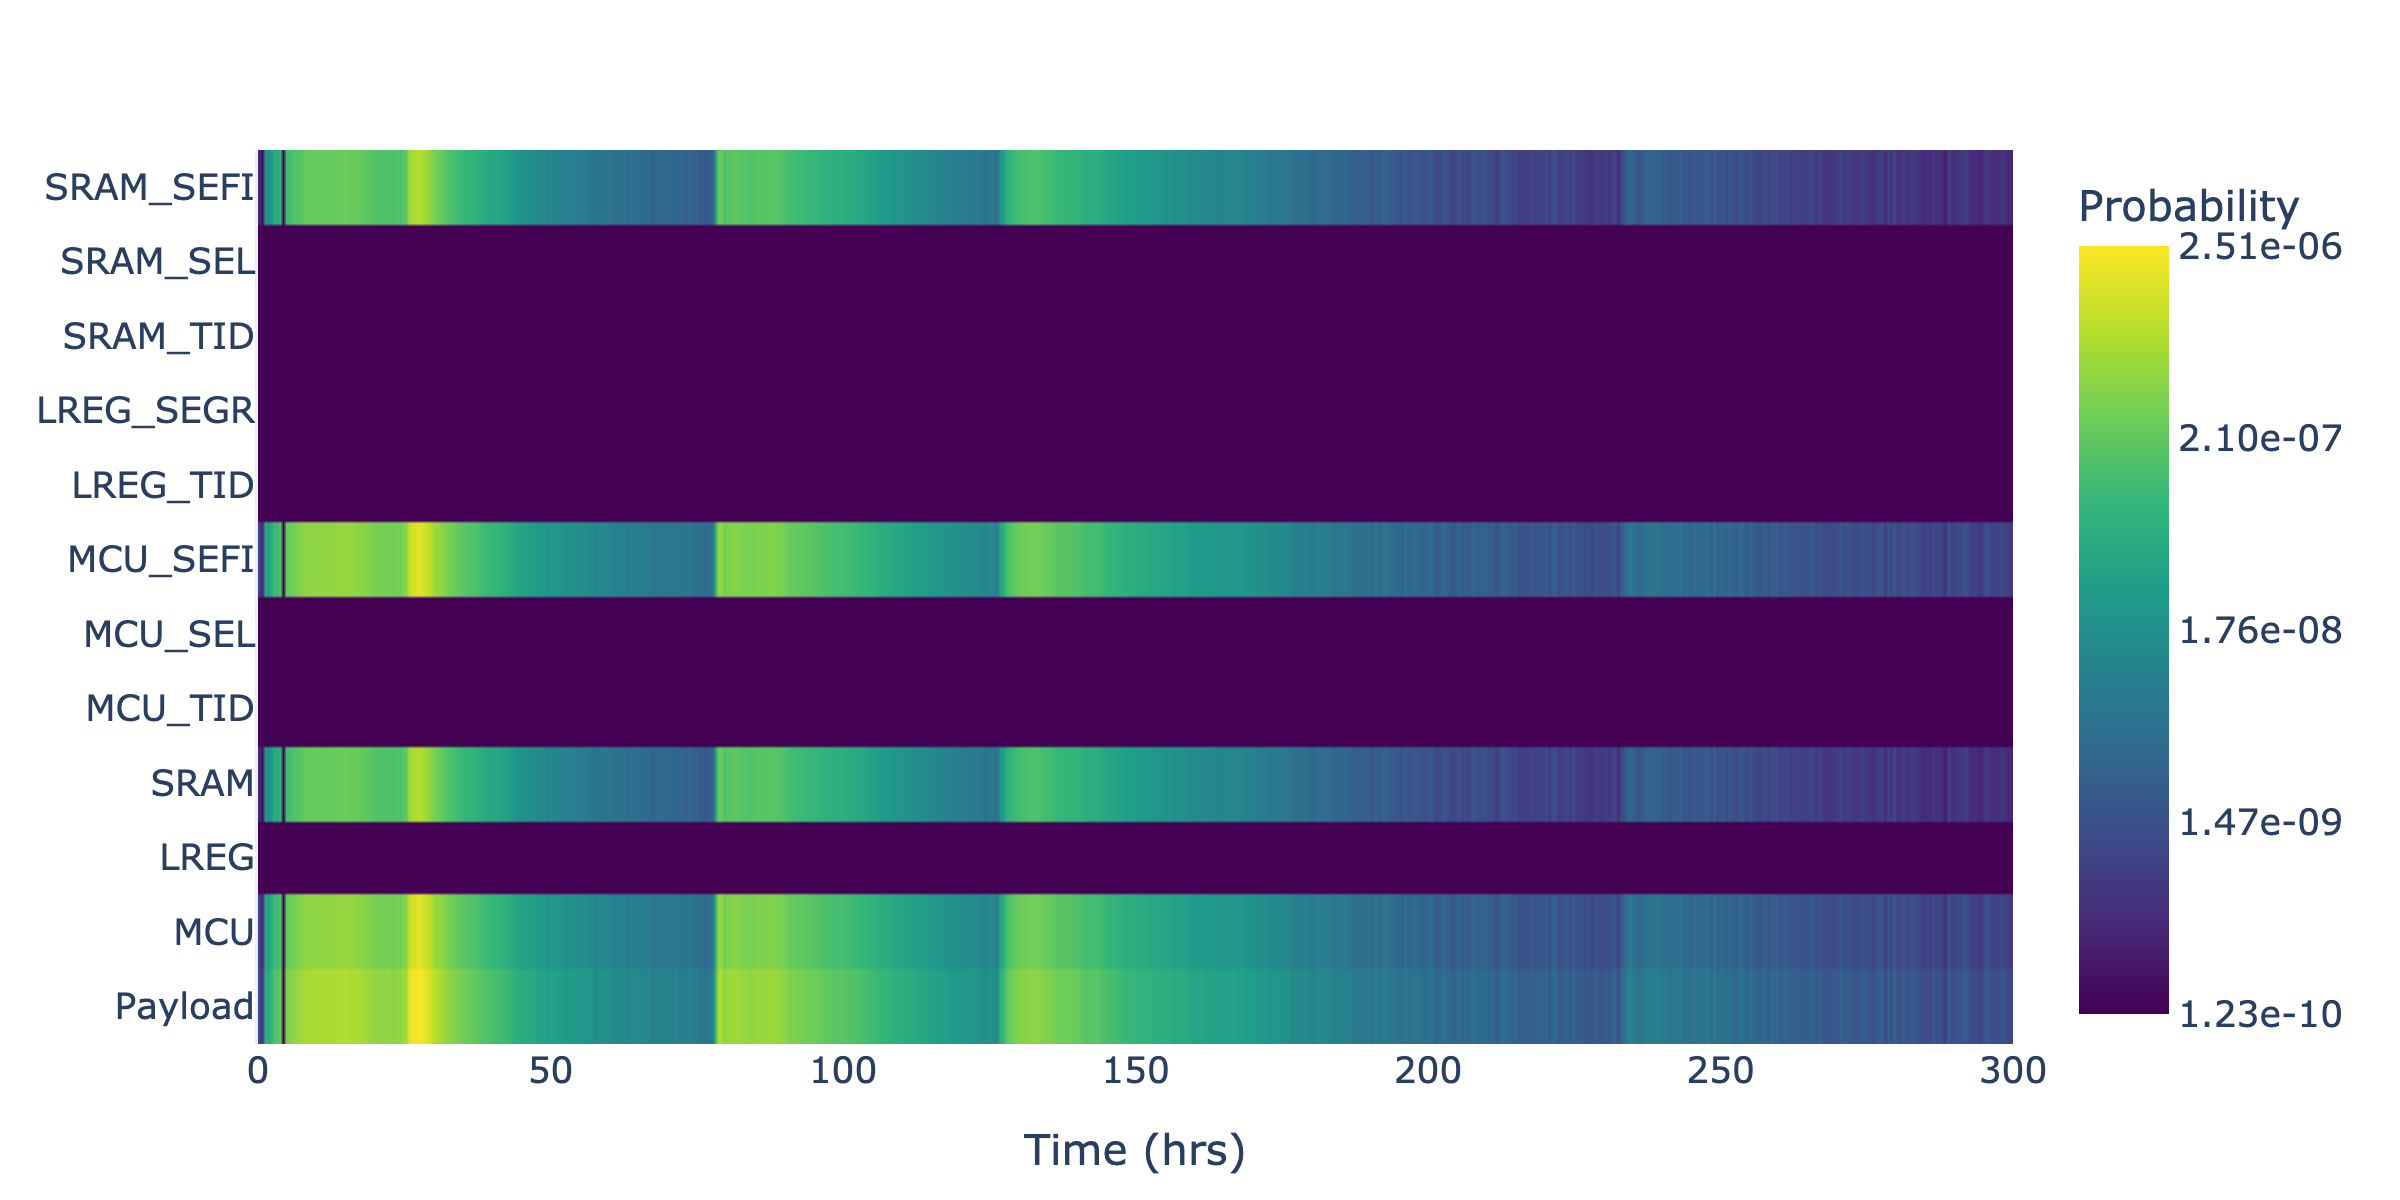 SRAM_SEFI
SRAM_SEL
SRAM_TID
LREG_SEGR
LREG_TID
MCU_SEFI
MCU_SEL
MCU_TID
SRAM
LREG
MCU
Payload
0 50 100 150 200 250 300
Time (hrs)
Probability
2.51e-06
2.10e-07
1.76e-08
1.47e-09
1.23e-10